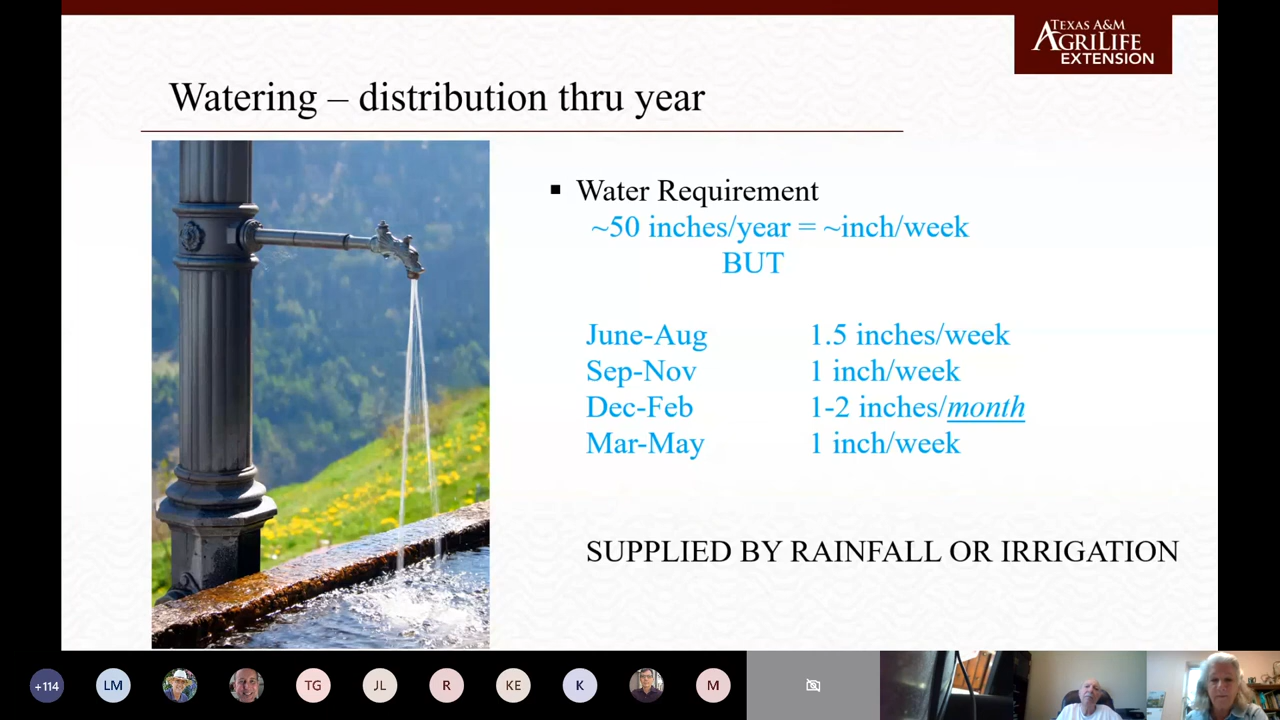 TEXAS A&M
AGRILIFE
EXTENSION
Watering – distribution thru year
▪ Water Requirement
~50 inches/year = ~inch/week
BUT
June-Aug 1.5 inches/week
Sep-Nov 1 inch/week
Dec-Feb 1-2 inches/month
Mar-May 1 inch/week
SUPPLIED BY RAINFALL OR IRRIGATION
+114 LM TG JL R KE K M